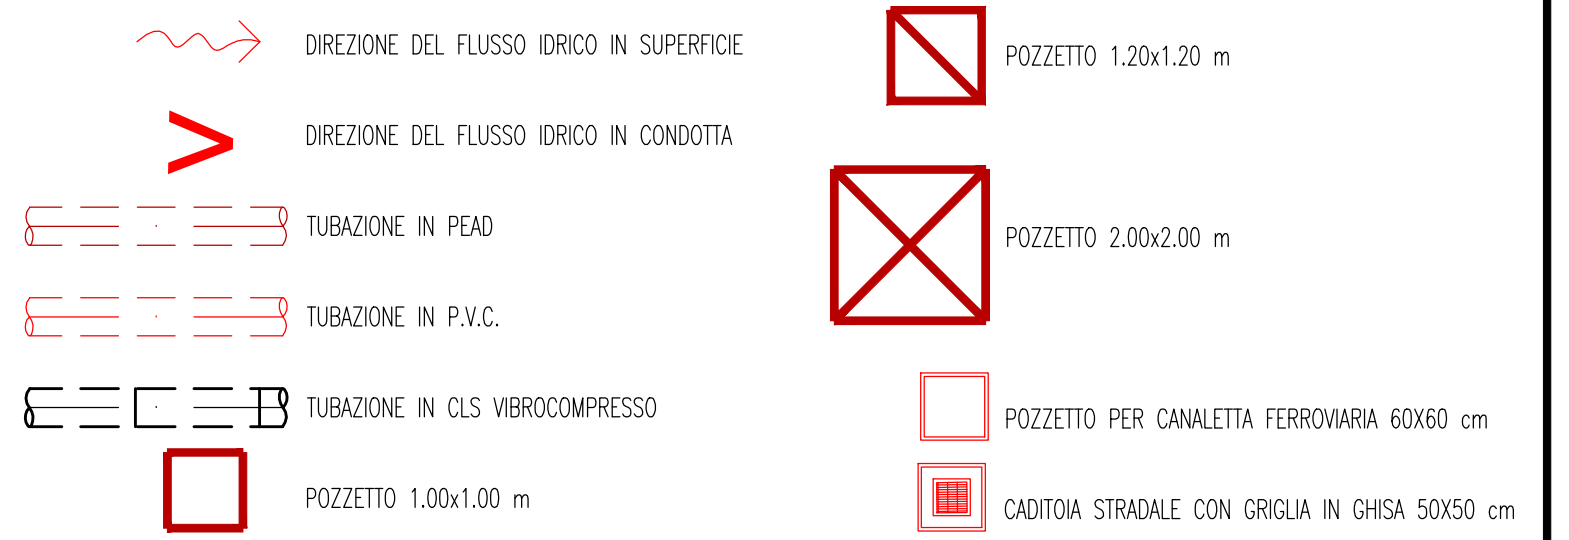 DIREZIONE DEL FLUSSO IDRICO IN SUPERFICIE
DIREZIONE DEL FLUSSO IDRICO IN CONDOTTA
TUBAZIONE IN PEAD
TUBAZIONE IN P.V.C.
TUBAZIONE IN CLS VIBROCOMPRESSO
POZZETTO 1.00x1.00 m
POZZETTO 1.20x1.20 m
POZZETTO 2.00x2.00 m
POZZETTO PER CANALETTA FERROVIARIA 60X60 cm
CADITOIA STRADALE CON GRIGLIA IN GHISA 50X50 cm